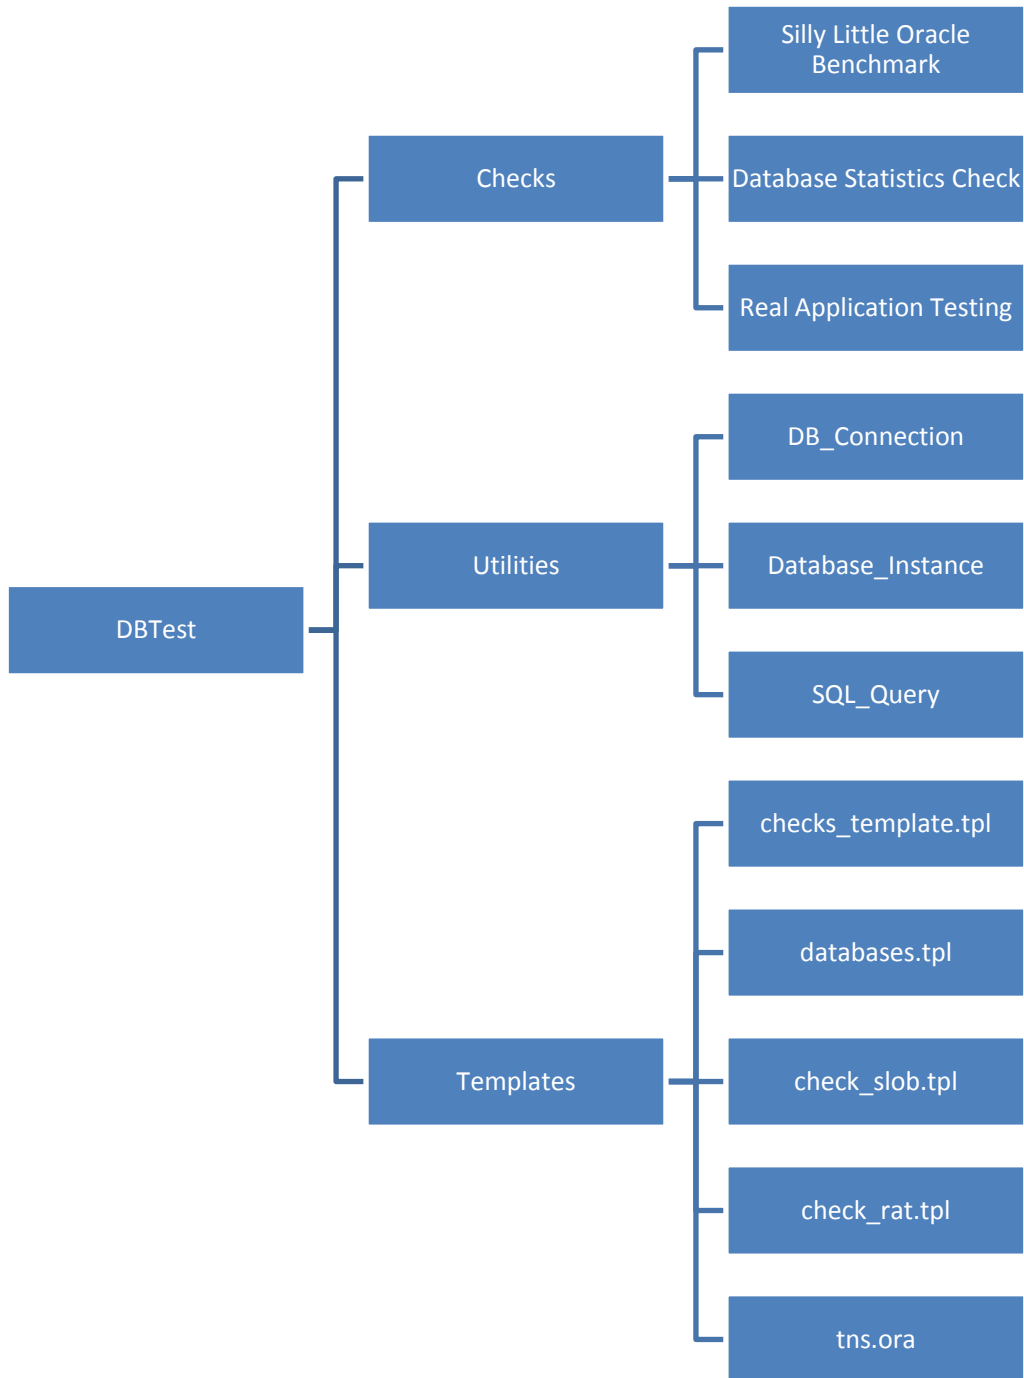 DBTest
Checks
Silly Little Oracle
Benchmark
Database Statistics Check
Real Application Testing
Utilities
DB_Connection
Database_Instance
SQL_Query
Templates
checks_template.tpl
databases.tpl
check_slob.tpl
check_rat.tpl
tns.ora